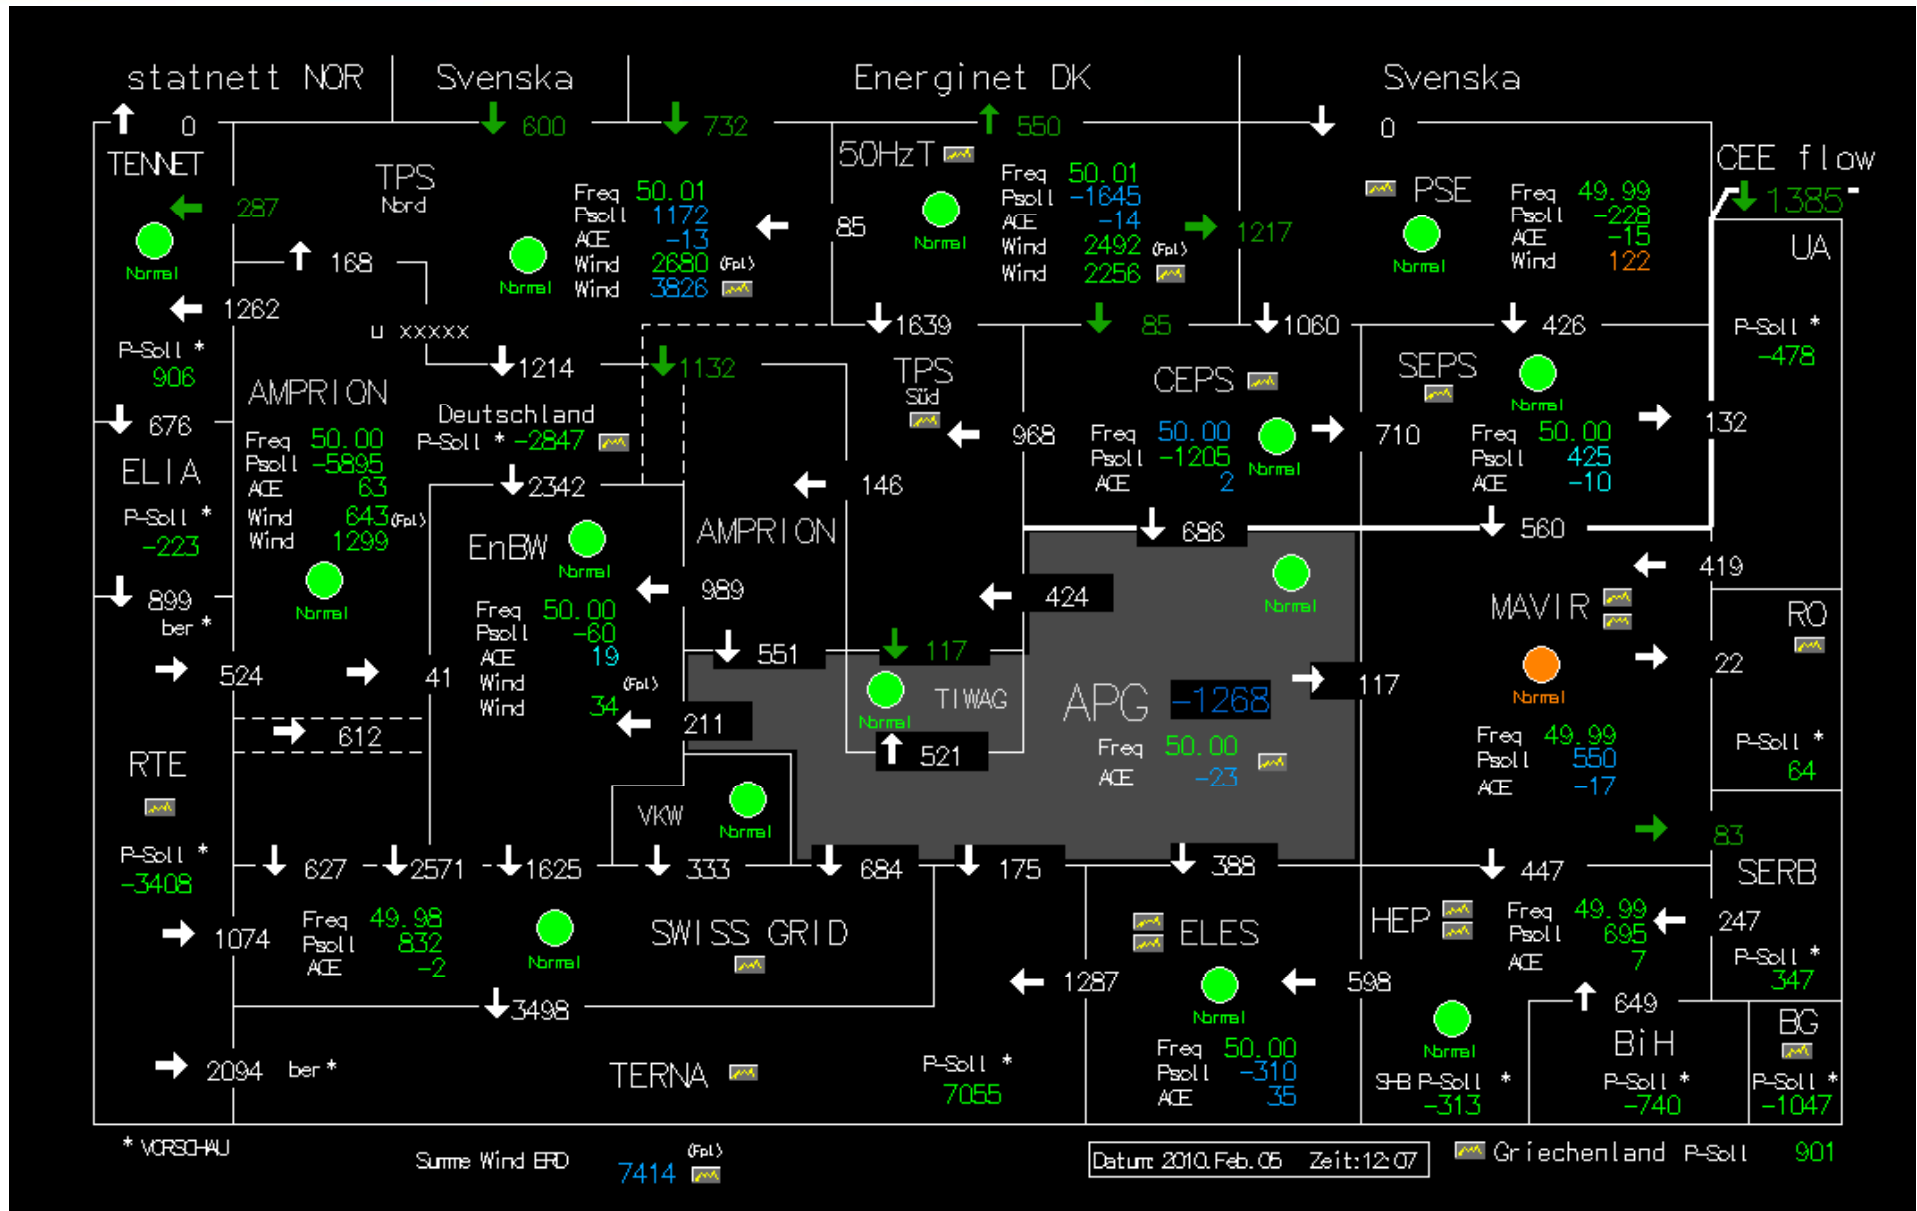 statnett NOR
Svenska
Energinet DK
Svenska
0
600
732
550
0
TENNET
TPS
Nord
50HzT
PSE
CEE flow
1385
287
Normal
168
1262
P-Soll *
906
Freq 50.01
Psoll 1172
ACE -13
Wind 2680 (Fpl)
Wind 3826
Normal
85
Normal
Freq 50.01
Psoll -1645
ACE -14
Wind 2492 (Fpl)
Wind 2256
1217
Normal
Freq 49.99
Psoll -228
ACE -15
Wind 122
UA
P-Soll *
-478
u xxxxx
1214
1132
1639
85
1060
426
676
AMPRION
Freq 50.00
Psoll -5895
ACE 63
Wind 643 (Fpl)
Wind 1299
Normal
Deutschland
P-Soll * -2847
2342
TPS
Süd
968
146
CEPS
Freq 50.00
Psoll -1205
ACE 2
Normal
710
SEPS
Normal
Freq 50.00
Psoll 425
ACE -10
132
ELIA
P-Soll *
-223
899
ber *
524
41
612
EnBW
Normal
Freq 50.00
Psoll -60
ACE 19
Wind (Fpl)
Wind 34
AMPRION
989
551
117
211
424
686
560
419
Normal
TIWAG
Normal
521
APG -1268
Freq 50.00
ACE -23
117
MAVIR
Normal
Freq 49.99
Psoll 550
ACE -17
22
RO
P-Soll *
64
83
RTE
P-Soll *
-3408
VKW
Normal
627
2571
1625
333
684
175
388
447
SERB
247
P-Soll *
347
1074
Freq 49.98
Psoll 832
ACE -2
Normal
SWISS GRID
3498
1287
ELES
Normal
Freq 50.00
Psoll -310
ACE 35
598
HEP
Freq 49.99
Psoll 695
ACE 7
Normal
SHB P-Soll *
-313
649
BiH
P-Soll *
-740
BG
P-Soll *
-1047
2094 ber *
TERNA
P-Soll *
7055
* VORSCHAU
Summe Wind BRD
7414
(Fpl)
Datum: 2010.Feb.05 Zeit:12:07
Griechenland P-Soll 901